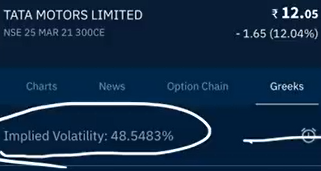 TATA MOTORS LIMITED
₹ 12.05
NSE 25 MAR 21 300CE
- 1.65 (12.04%)
Charts News Option Chain Greeks
Implied Volatility: 48.5483%